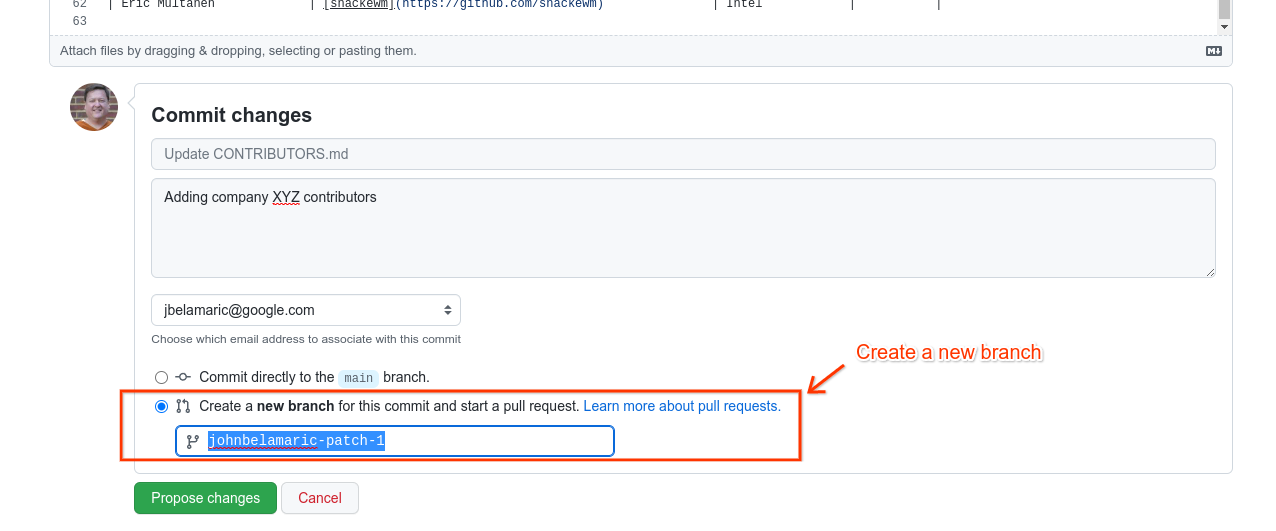 62 | Eric Multanen | [snackewm](https://github.com/snackewm) | Intel | |
63
Attach files by dragging & dropping, selecting or pasting them.
Commit changes
Update CONTRIBUTORS.md
Adding company XYZ contributors
jbelamaric@google.com
Choose which email address to associate with this commit
Create a new branch
Commit directly to the main branch.
Create a new branch for this commit and start a pull request. Learn more about pull requests.
johnbelamaric-patch-1
Propose changes Cancel